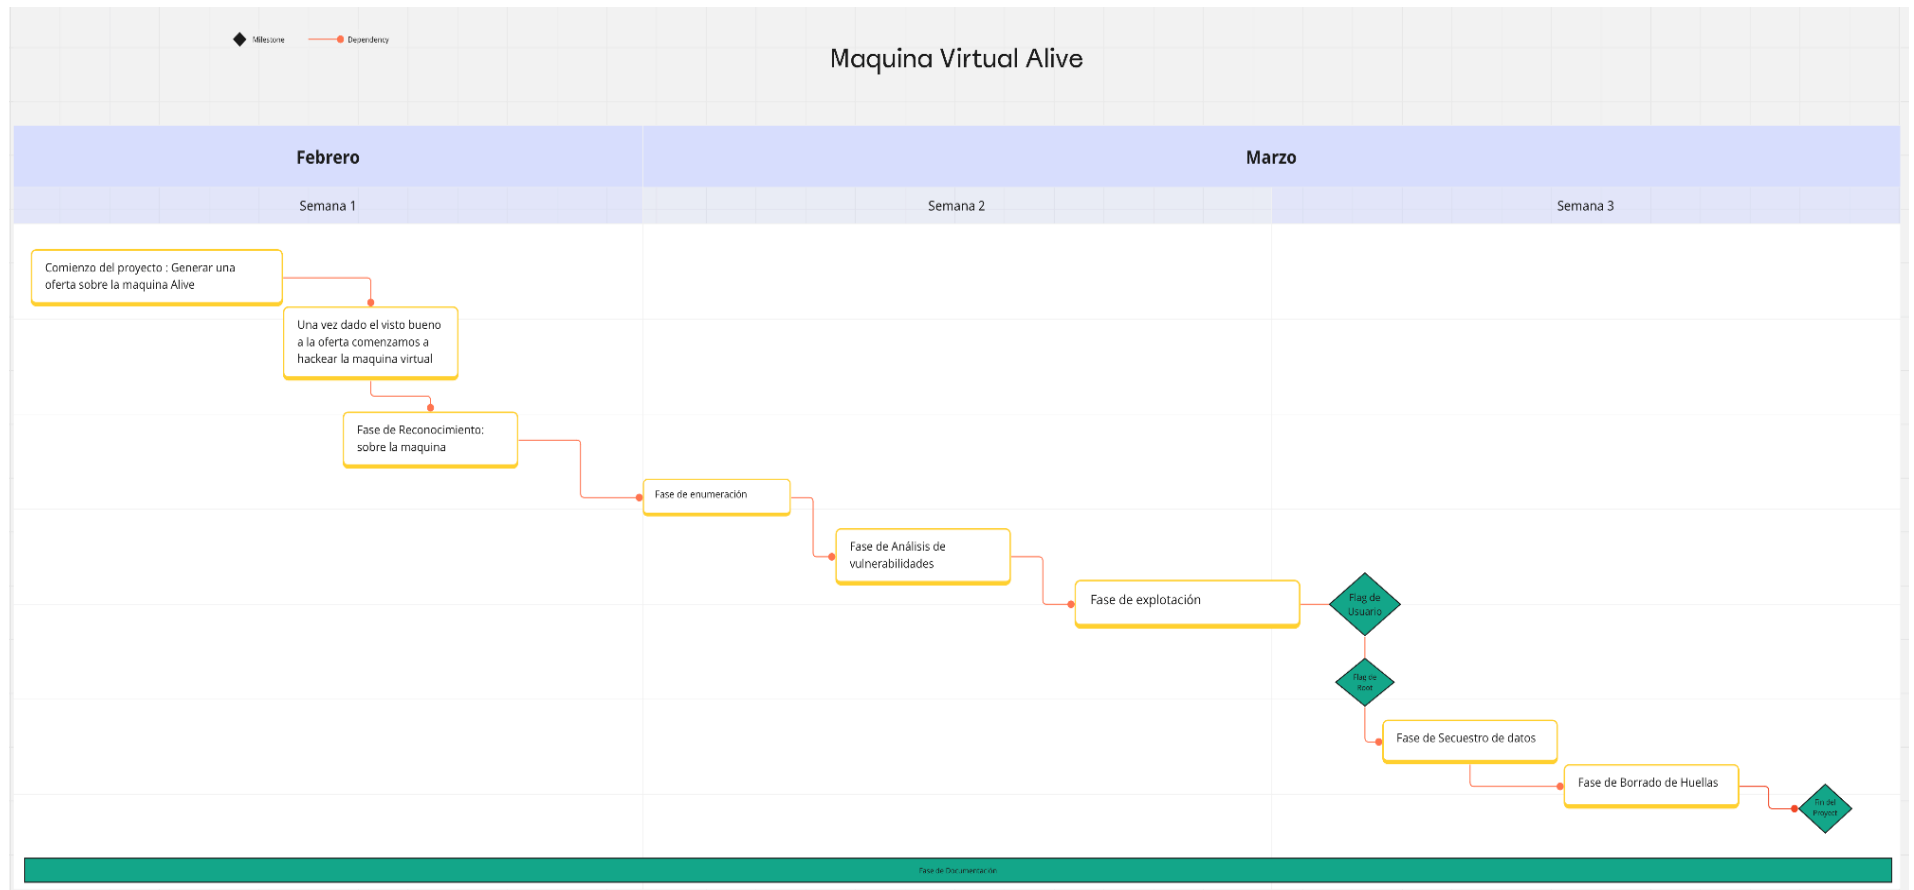 Milestone
Dependency
Maquina Virtual Alive
Febrero
Marzo
Semana 1
Semana 2
Semana 3
Comienzo del proyecto : Generar una
oferta sobre la maquina Alive
Una vez dado el visto bueno
a la oferta comenzamos a
hackear la maquina virtual
Fase de Reconocimiento:
sobre la maquina
Fase de enumeración
Fase de Análisis de
vulnerabilidades
Fase de explotación
Flag de
Usuario
Flag de
Root
Fase de Secuestro de datos
Fase de Borrado de Huellas
Fin del
Proyect
Fase de Documentación